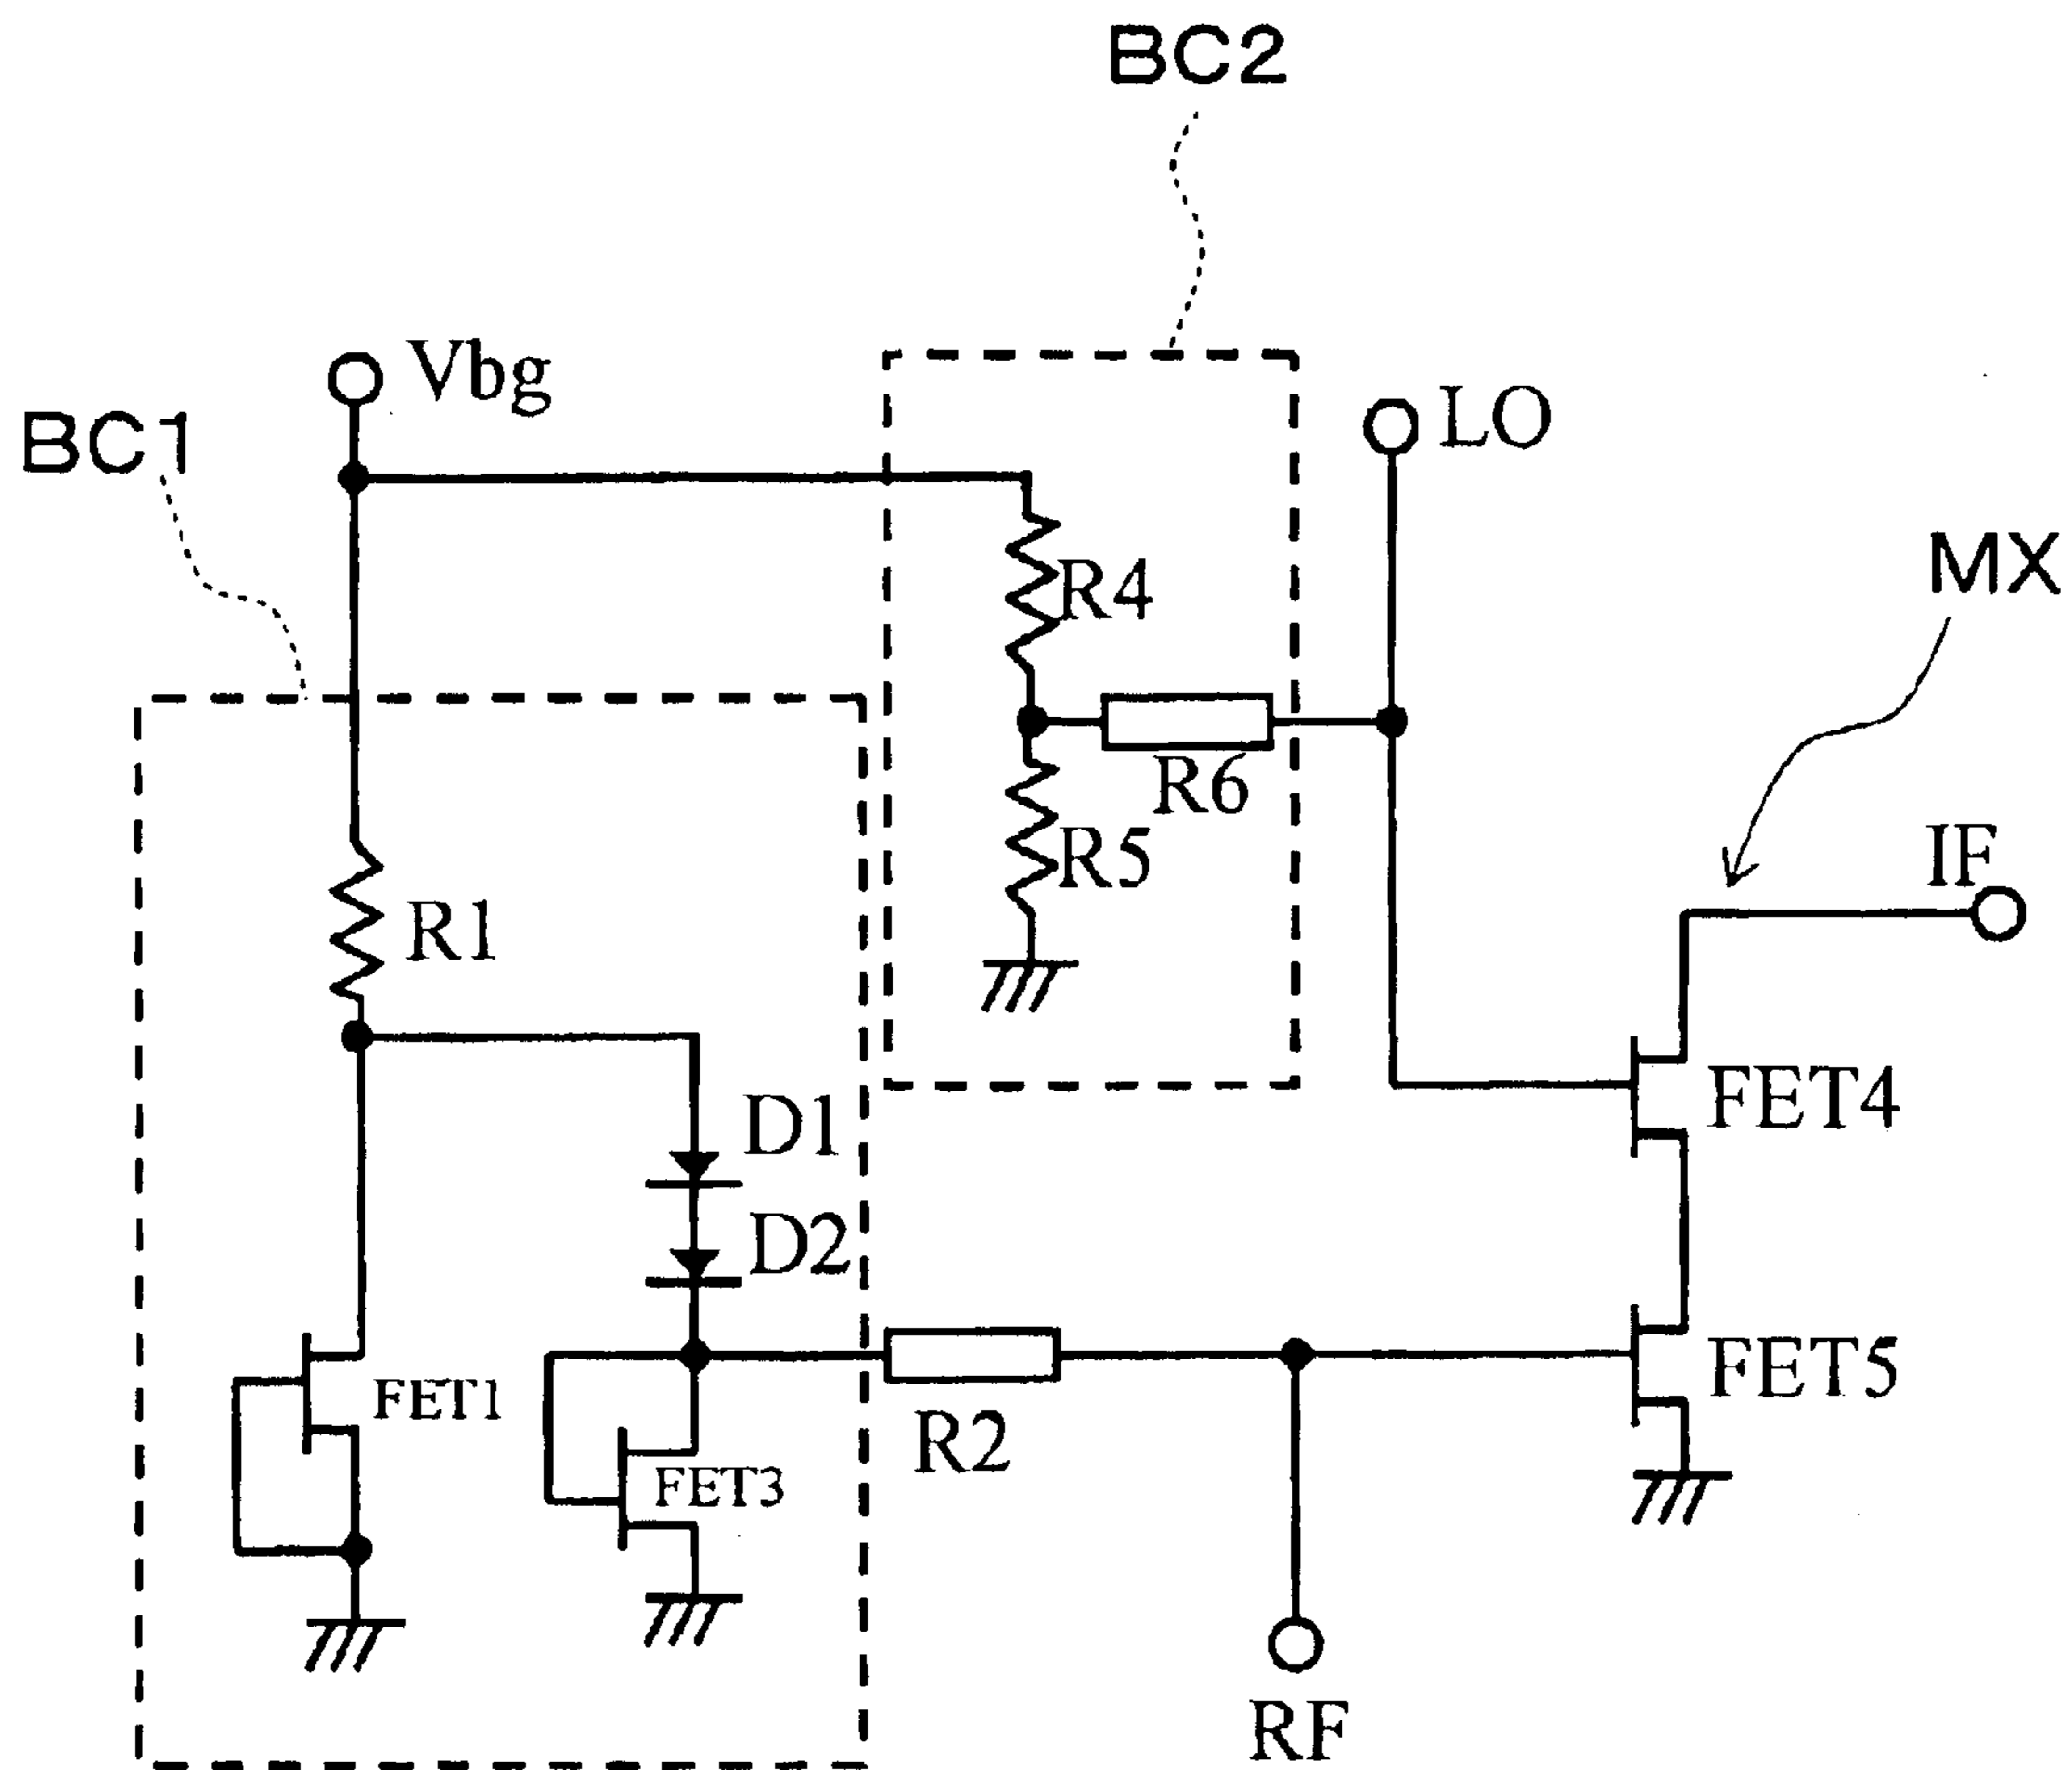 BC2
Vbg
BC1
LO
R4
MX
R6
R5
IF
R1
FET4
D1
D2
FET5
FET1
R2
FET3
RF